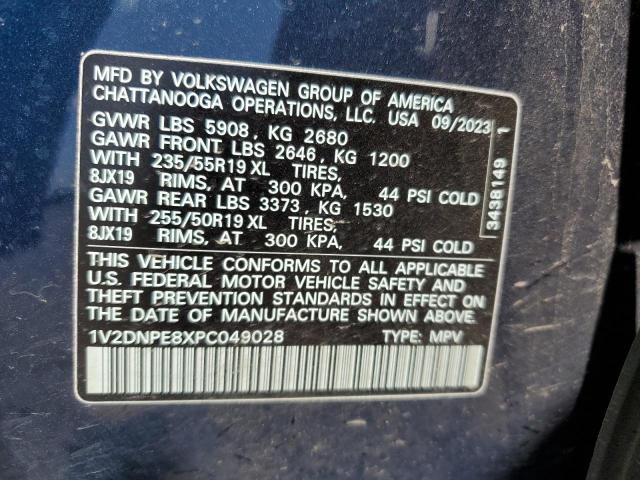 MFD BY VOLKSWAGEN GROUP OF AMERICA
CHATTANOOGA OPERATIONS, LLC. USA 09/2023
GVWR LBS 5908, KG 2680
GAWR FRONT LBS 2646, KG 1200
WITH 235/55R19 XL TIRES,
8JX19 RIMS, AT 300 KPA, 44 PSI COLD
GAWR REAR LBS 3373, KG 1530
WITH 255/50R19 XL TIRES,
8JX19 RIMS, AT 300 KPA, 44 PSI COLD
THIS VEHICLE CONFORMS TO ALL APPLICABLE
U.S. FEDERAL MOTOR VEHICLE SAFETY AND
THEFT PREVENTION STANDARDS IN EFFECT ON
THE DATE OF MANUFACTURE SHOWN ABOVE.
1V2DNPE8XPC049028 TYPE: MPV
3438149 1